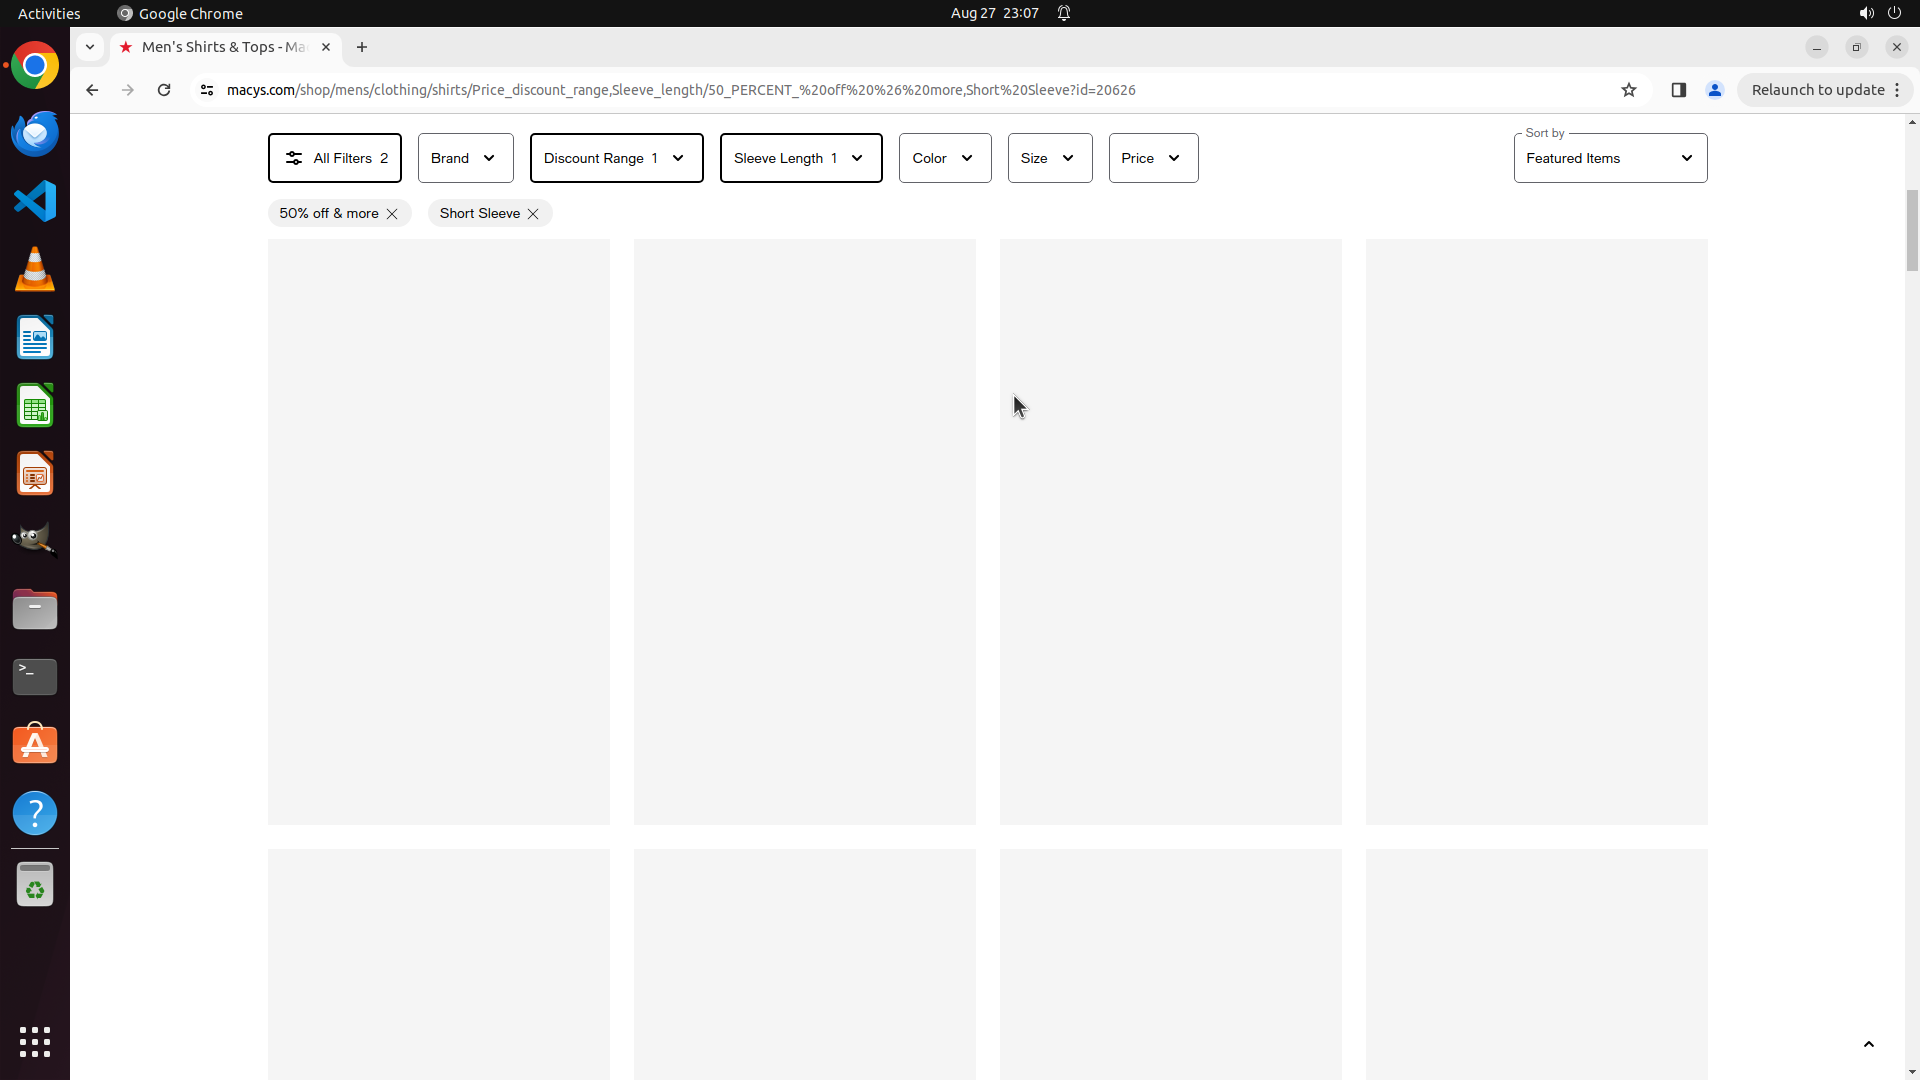 Activities
Google Chrome
Aug 27 23:07
Men's Shirts & Tops - Ma
macys.com/shop/mens/clothing/shirts/Price_discount_range,Sleeve_length/50_PERCENT_%20off%20%26%20more,Short%20Sleeve?id=20626
Relaunch to update
All Filters 2
Brand
Discount Range 1
Sleeve Length 1
Color
Size
Price
Sort by
Featured Items
50% off & more
Short Sleeve